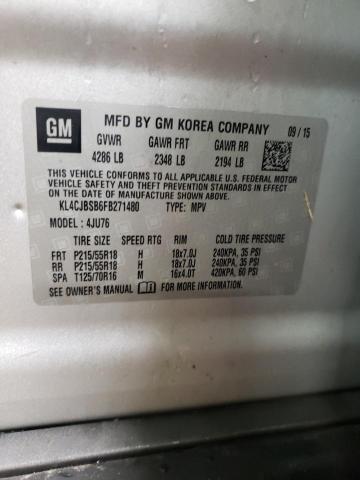 GM
MFD BY GM KOREA COMPANY 09/15
GVWR GAWR FRT GAWR RR
4286 LB 2348 LB 2194 LB
THIS VEHICLE CONFORMS TO ALL APPLICABLE U.S. FEDERAL MOTOR
VEHICLE SAFETY, BUMPER, AND THEFT PREVENTION STANDARDS IN
EFFECT ON THE DATE OF MANUFACTURE SHOWN ABOVE.
KL4CJBSB6FB271480 TYPE: MPV
MODEL: 4JU76
TIRE SIZE SPEED RTG RIM COLD TIRE PRESSURE
FRT P215/55R18 H 18x7.0J 240KPA, 35 PSI
RR P215/55R18 H 18x7.0J 240KPA, 35 PSI
SPA T125/70R16 M 16x4.0T 420KPA, 60 PSI
SEE OWNER'S MANUAL FOR MORE INFORMATION